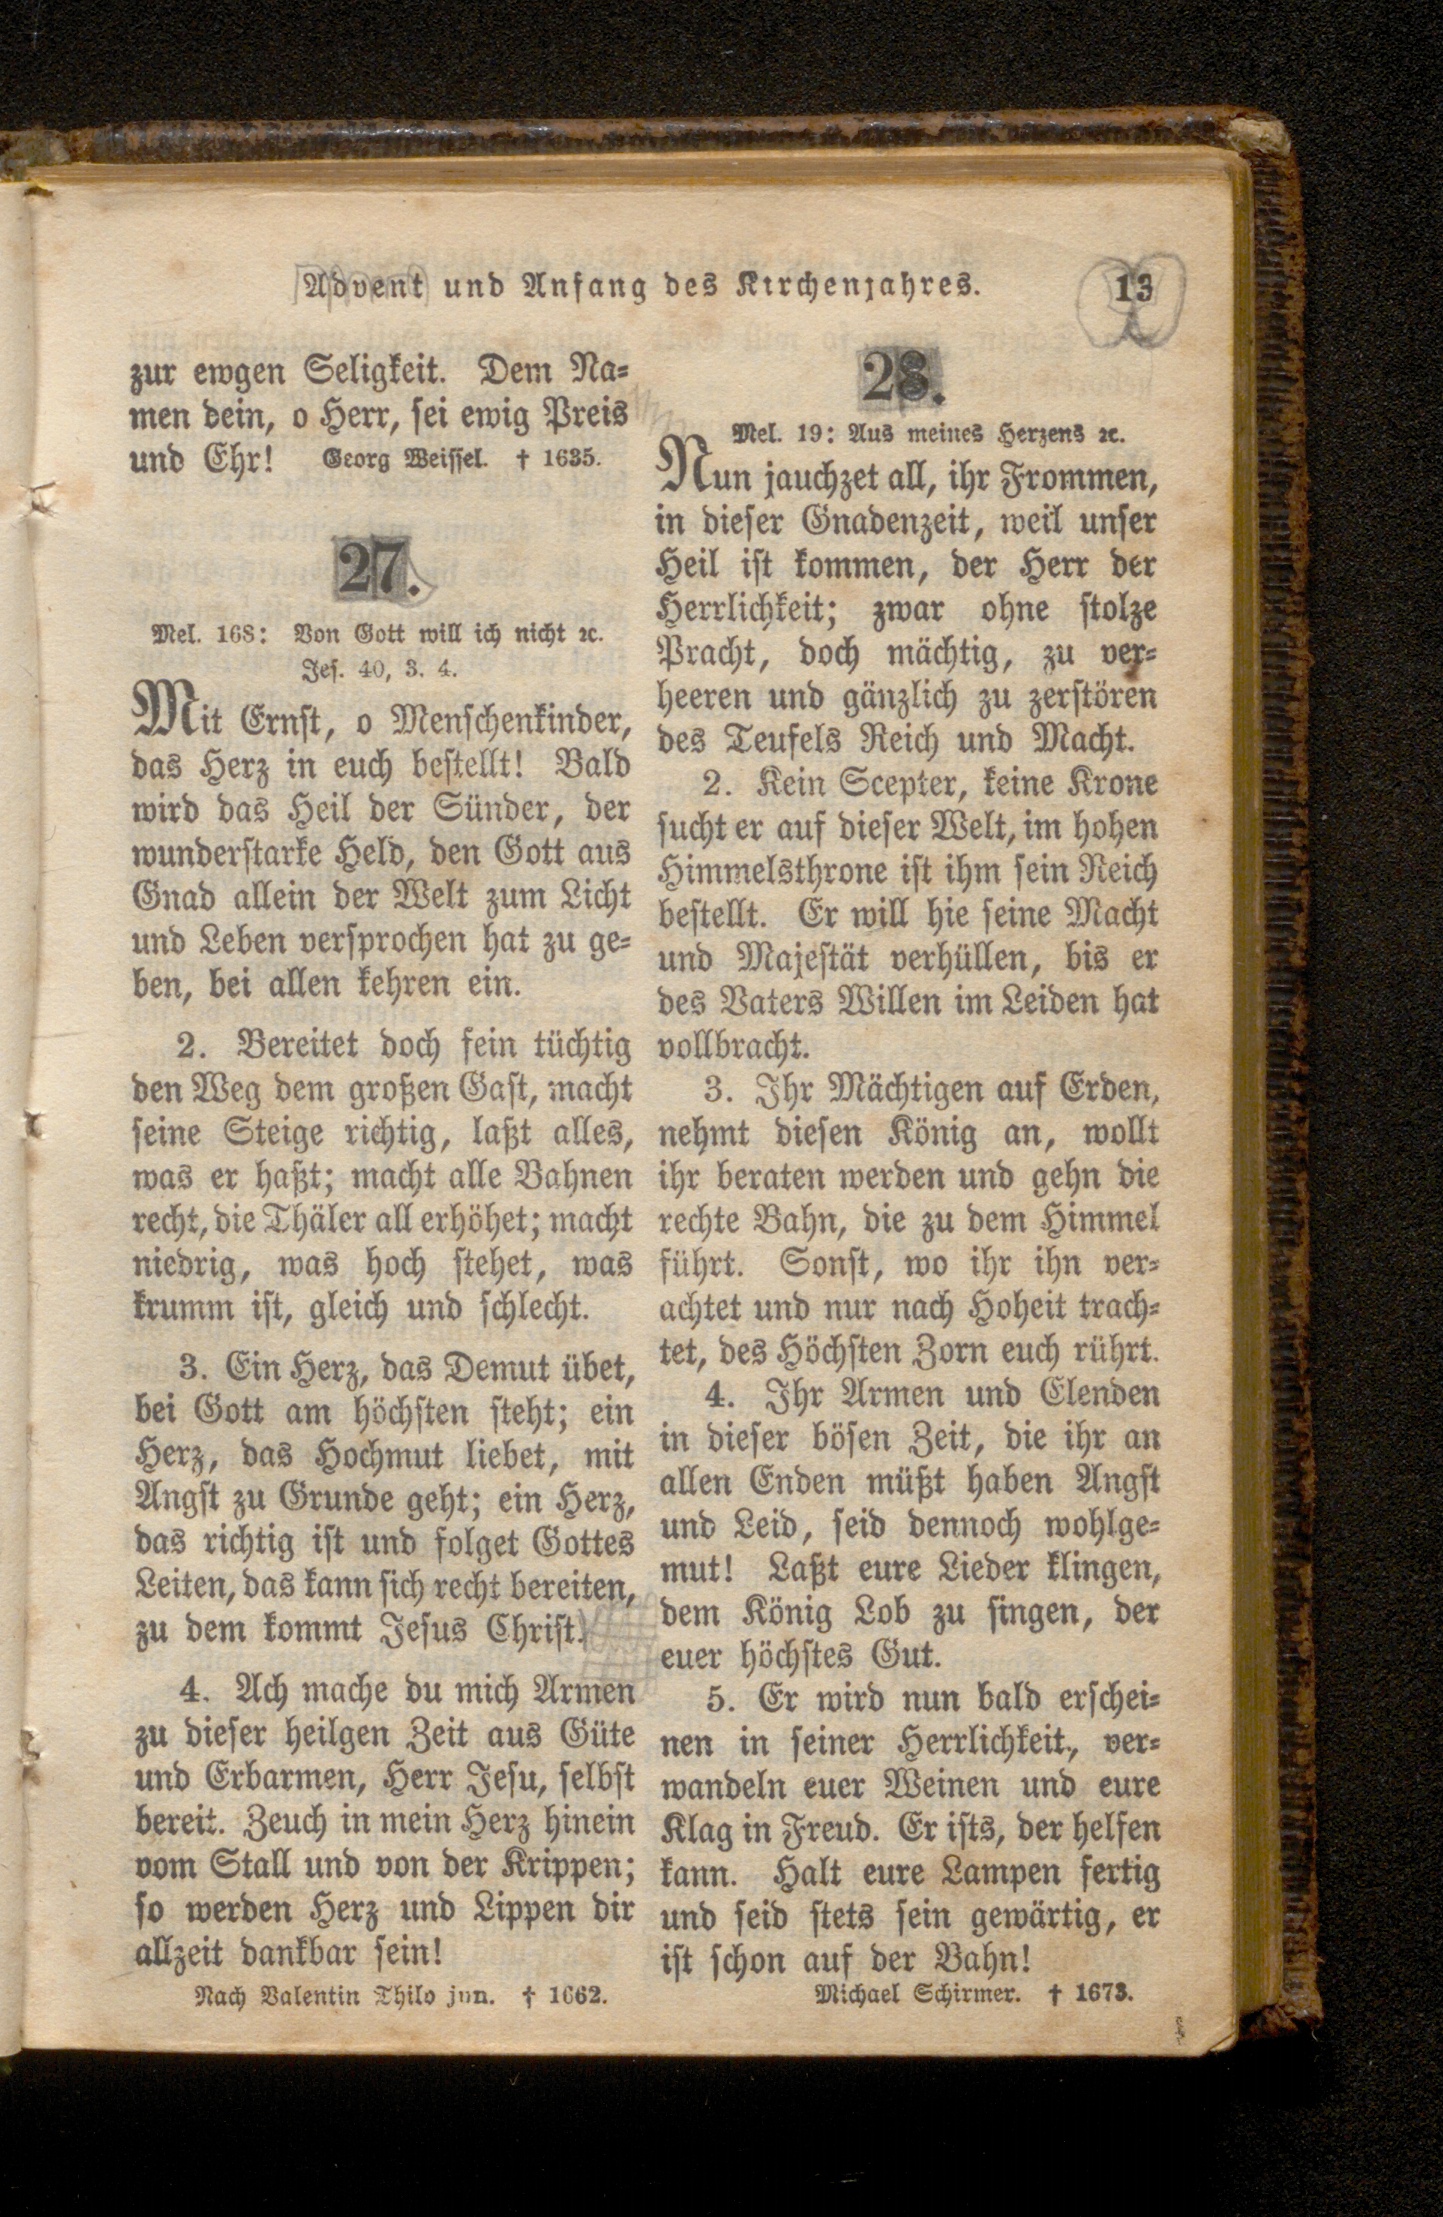 Advent und Anfang des Kirchenjahres. 13
zur ewgen Seligkeit. Dem Na-
men dein, o Herr, sei ewig Preis
und Ehr! Georg Weissel. † 1635.
27.
Mel. 168: Von Gott will ich nicht ꝛc.
Jes. 40, 3. 4.
Mit Ernst, o Menschenkinder,
das Herz in euch bestellt! Bald
wird das Heil der Sünder, der
wunderstarke Held, den Gott aus
Gnad allein der Welt zum Licht
und Leben versprochen hat zu ge-
ben, bei allen kehren ein.
2. Bereitet doch fein tüchtig
den Weg dem großen Gast, macht
seine Steige richtig, laßt alles,
was er haßt; macht alle Bahnen
recht, die Thäler all erhöhet; macht
niedrig, was hoch stehet, was
krumm ist, gleich und schlecht.
3. Ein Herz, das Demut übet,
bei Gott am höchsten steht; ein
Herz, das Hochmut liebet, mit
Angst zu Grunde geht; ein Herz,
das richtig ist und folget Gottes
Leiten, das kann sich recht bereiten,
zu dem kommt Jesus Christ.
4. Ach mache du mich Armen
zu dieser heilgen Zeit aus Güte
und Erbarmen, Herr Jesu, selbst
bereit. Zeuch in mein Herz hinein
vom Stall und von der Krippen;
so werden Herz und Lippen dir
allzeit dankbar sein!
Nach Valentin Thilo jun. † 1662.
28.
Mel. 19: Aus meines Herzens ꝛc.
Nun jauchzet all, ihr Frommen,
in dieser Gnadenzeit, weil unser
Heil ist kommen, der Herr der
Herrlichkeit; zwar ohne stolze
Pracht, doch mächtig, zu ver-
heeren und gänzlich zu zerstören
des Teufels Reich und Macht.
2. Kein Scepter, keine Krone
sucht er auf dieser Welt, im hohen
Himmelsthrone ist ihm sein Reich
bestellt. Er will hie seine Macht
und Majestät verhüllen, bis er
des Vaters Willen im Leiden hat
vollbracht.
3. Ihr Mächtigen auf Erden,
nehmt diesen König an, wollt
ihr beraten werden und gehn die
rechte Bahn, die zu dem Himmel
führt. Sonst, wo ihr ihn ver-
achtet und nur nach Hoheit trach-
tet, des Höchsten Zorn euch rührt.
4. Ihr Armen und Elenden
in dieser bösen Zeit, die ihr an
allen Enden müßt haben Angst
und Leid, seid dennoch wohlge-
mut! Laßt eure Lieder klingen,
dem König Lob zu singen, der
euer höchstes Gut.
5. Er wird nun bald erschei-
nen in seiner Herrlichkeit, ver-
wandeln euer Weinen und eure
Klag in Freud. Er ists, der helfen
kann. Halt eure Lampen fertig
und seid stets sein gewärtig, er
ist schon auf der Bahn!
Michael Schirmer. † 1673.